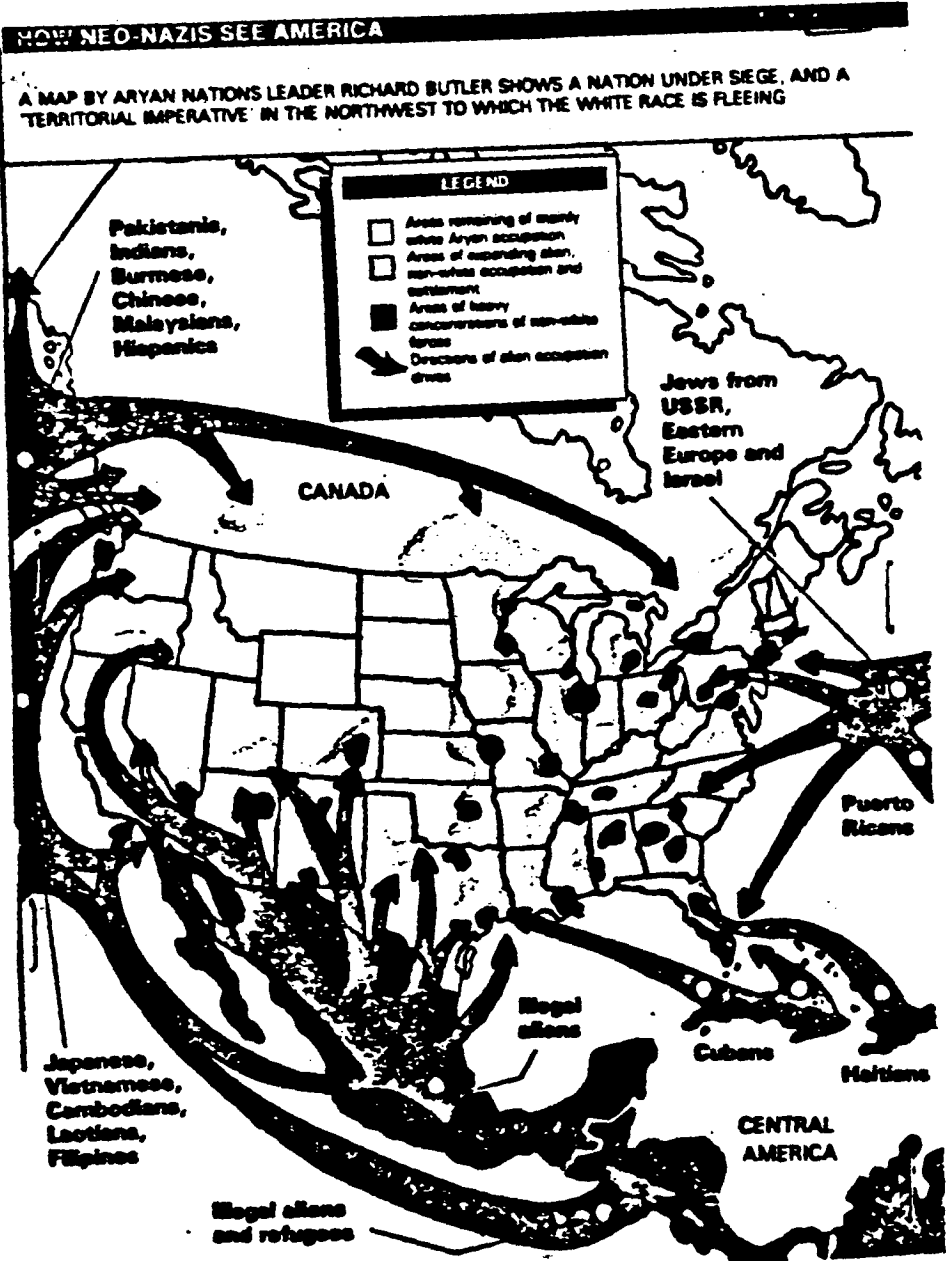 HOW NEO-NAZIS SEE AMERICA
A MAP BY ARYAN NATIONS LEADER RICHARD BUTLER SHOWS A NATION UNDER SIEGE, AND A
'TERRITORIAL IMPERATIVE' IN THE NORTHWEST TO WHICH THE WHITE RACE IS FLEEING
LEGEND
Areas remaining of mainly
white Aryan occupation
Areas of expanding alien,
non-white occupation and
settlement
Areas of heavy
concentrations of non-white
forces
Directions of alien occupation
drives
Pakistanis,
Indians,
Burmese,
Chinese,
Malaysians,
Hispanics
Jews from
USSR,
Eastern
Europe and
Israel
CANADA
Puerto
Ricans
Illegal
aliens
Cubans
Haitians
Japanese,
Vietnamese,
Cambodians,
Laotians,
Filipinos
CENTRAL
AMERICA
Illegal aliens
and refugees